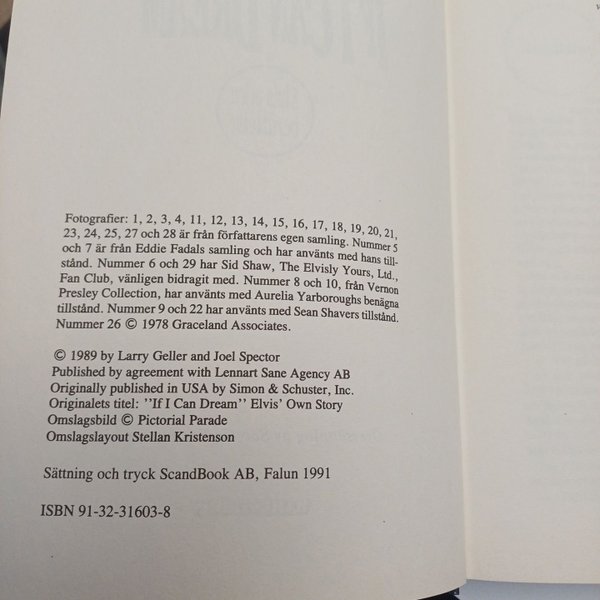 Fotografier: 1, 2, 3, 4, 11, 12, 13, 14, 15, 16, 17, 18, 19, 20, 21,
23, 24, 25, 27 och 28 är från författarens egen samling. Nummer 5
och 7 är från Eddie Fadals samling och har använts med hans till-
stånd. Nummer 6 och 29 har Sid Shaw, The Elvisly Yours, Ltd.,
Fan Club, vänligen bidragit med. Nummer 8 och 10, från Vernon
Presley Collection, har använts med Aurelia Yarboroughs benägna
tillstånd. Nummer 9 och 22 har använts med Sean Shavers tillstånd.
Nummer 26 © 1978 Graceland Associates.
© 1989 by Larry Geller and Joel Spector
Published by agreement with Lennart Sane Agency AB
Originally published in USA by Simon & Schuster, Inc.
Originalets titel: ''If I Can Dream'' Elvis' Own Story
Omslagsbild © Pictorial Parade
Omslagslayout Stellan Kristenson
Sättning och tryck ScandBook AB, Falun 1991
ISBN 91-32-31603-8